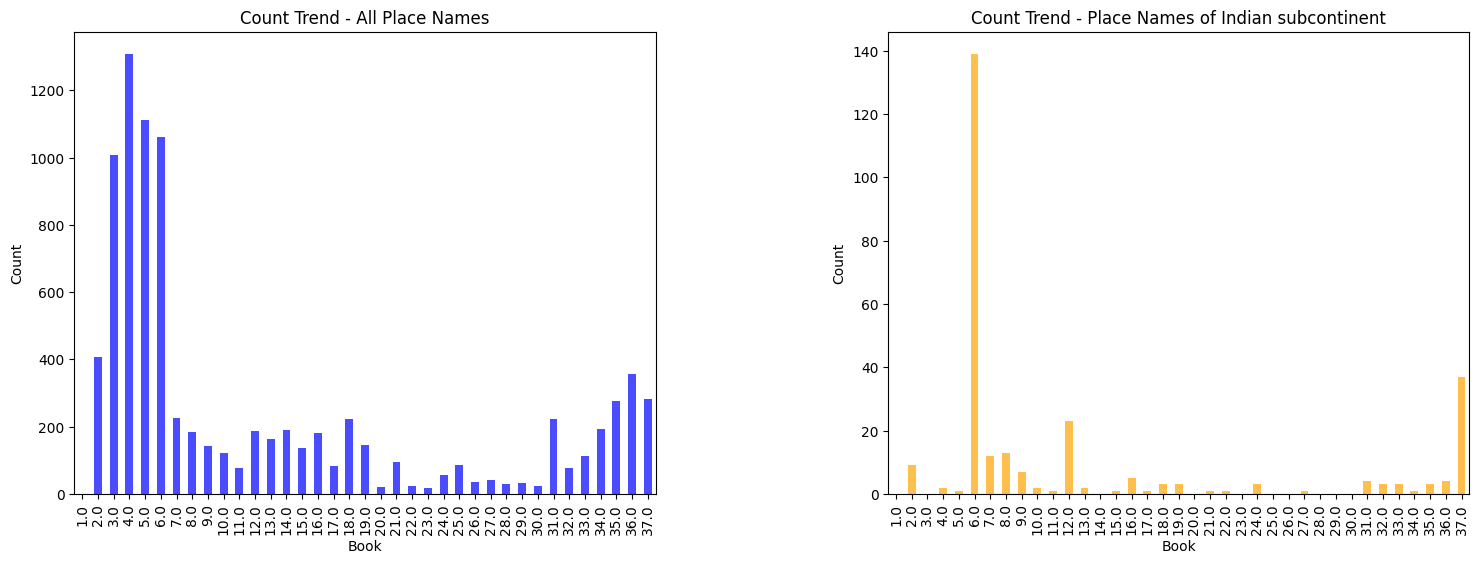 Count Trend - All Place Names
Count
1200
1000
800
600
400
200
0
1.0 2.0 3.0 4.0 5.0 6.0 7.0 8.0 9.0 10.0 11.0 12.0 13.0 14.0 15.0 16.0 17.0 18.0 19.0 20.0 21.0 22.0 23.0 24.0 25.0 26.0 27.0 28.0 29.0 30.0 31.0 32.0 33.0 34.0 35.0 36.0 37.0
Book
Count Trend - Place Names of Indian subcontinent
Count
140
120
100
80
60
40
20
0
1.0 2.0 3.0 4.0 5.0 6.0 7.0 8.0 9.0 10.0 11.0 12.0 13.0 14.0 15.0 16.0 17.0 18.0 19.0 20.0 21.0 22.0 23.0 24.0 25.0 26.0 27.0 28.0 29.0 30.0 31.0 32.0 33.0 34.0 35.0 36.0 37.0
Book